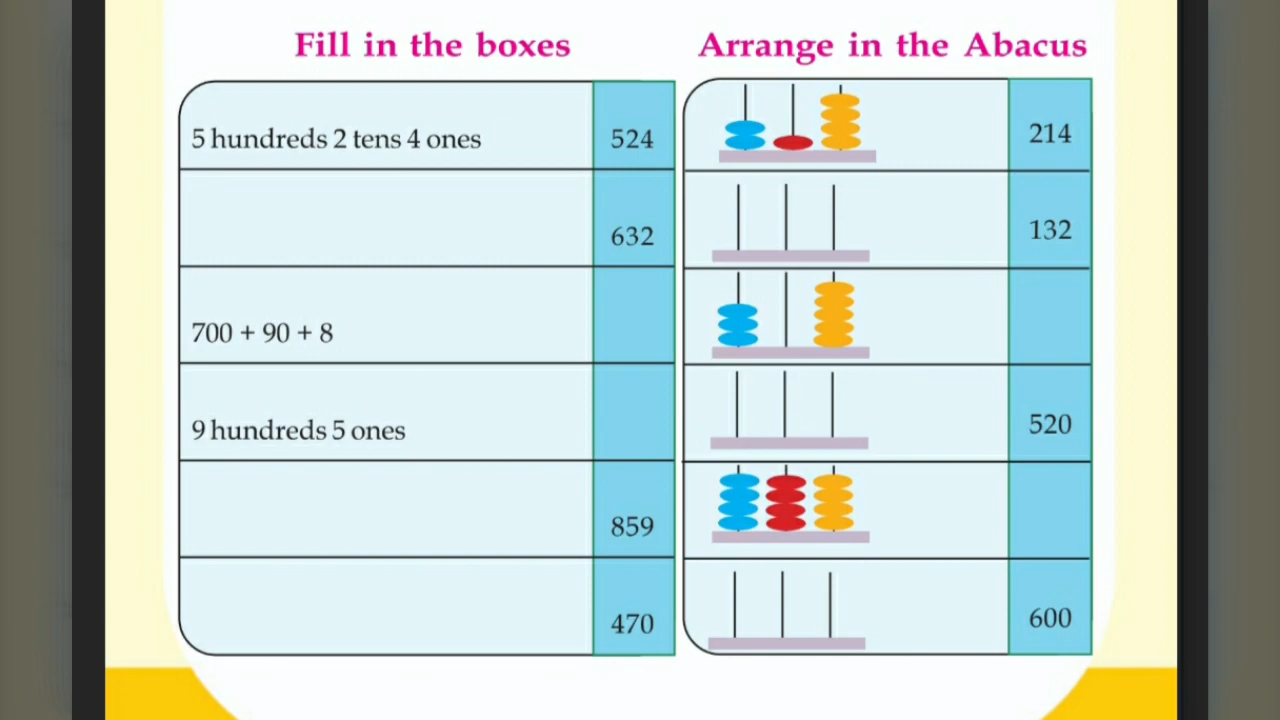 Fill in the boxes
Arrange in the Abacus
5 hundreds 2 tens 4 ones 524
632
700 + 90 + 8
9 hundreds 5 ones
859
470
214
132
520
600